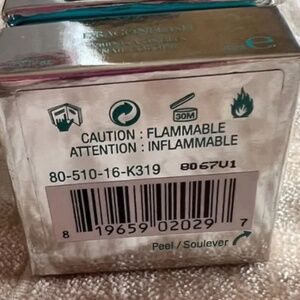 30M
CAUTION : FLAMMABLE
ATTENTION : INFLAMMABLE
80-510-16-K319 8067U1
8 19659 02029 7
Peel / Soulever